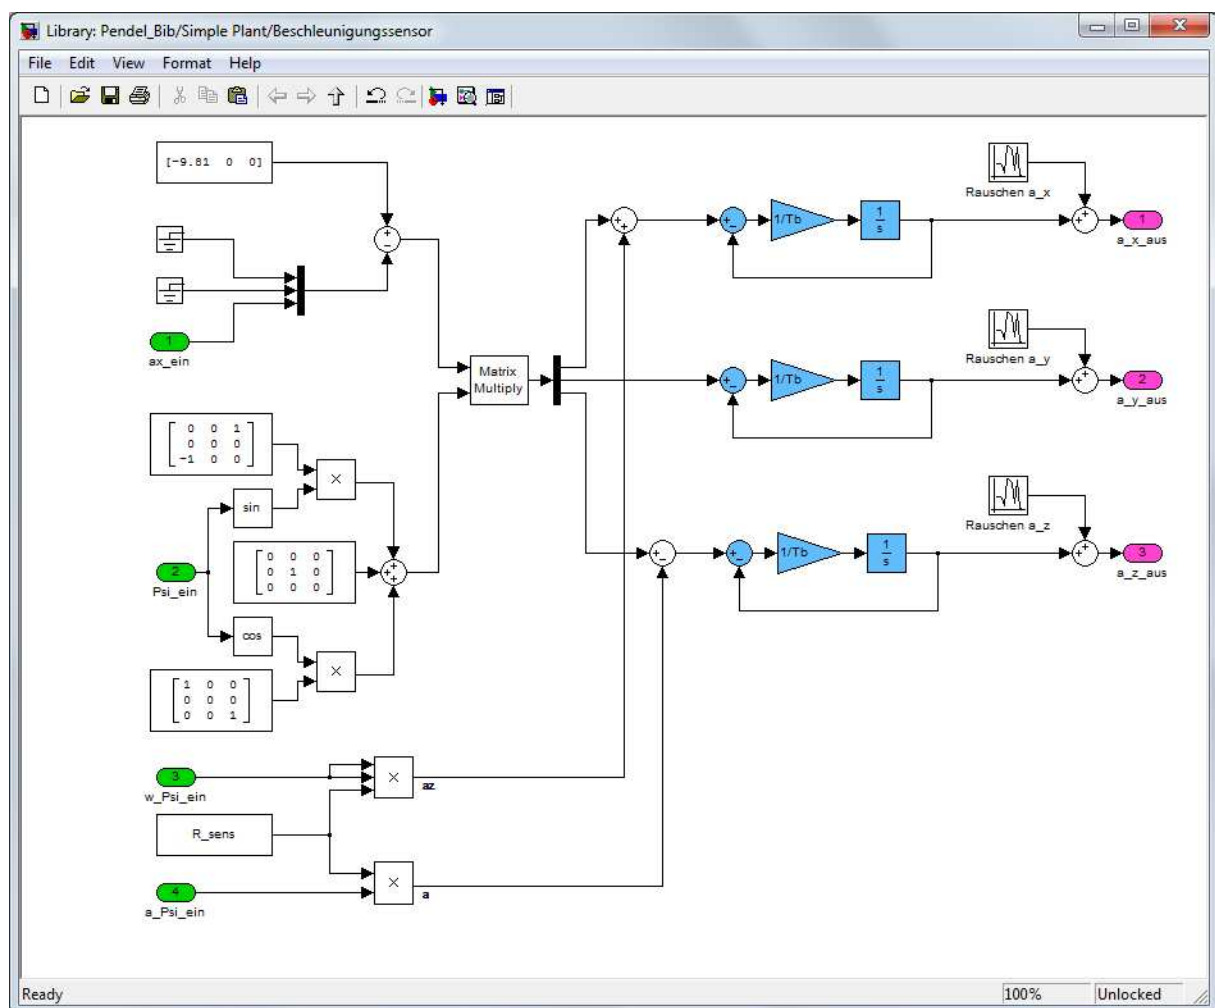 Library: Pendel_Bib/Simple Plant/Beschleunigungssensor
File Edit View Format Help
[-9.81 0 0]
Rauschen a_x
+
-
+
+
+
-
1/Tb
1
s
+
+
1
a_x_aus
1
ax_ein
Matrix
Multiply
Rauschen a_y
+
-
1/Tb
1
s
+
+
2
a_y_aus
0 0 1
0 0 0
-1 0 0
×
sin
2
Psi_ein
0 0 0
0 1 0
0 0 0
+
+
+
cos
×
1 0 0
0 0 0
0 0 1
Rauschen a_z
+
-
+
-
1/Tb
1
s
+
+
3
a_z_aus
3
w_Psi_ein
×
az
R_sens
4
a_Psi_ein
×
a
Ready 100% Unlocked